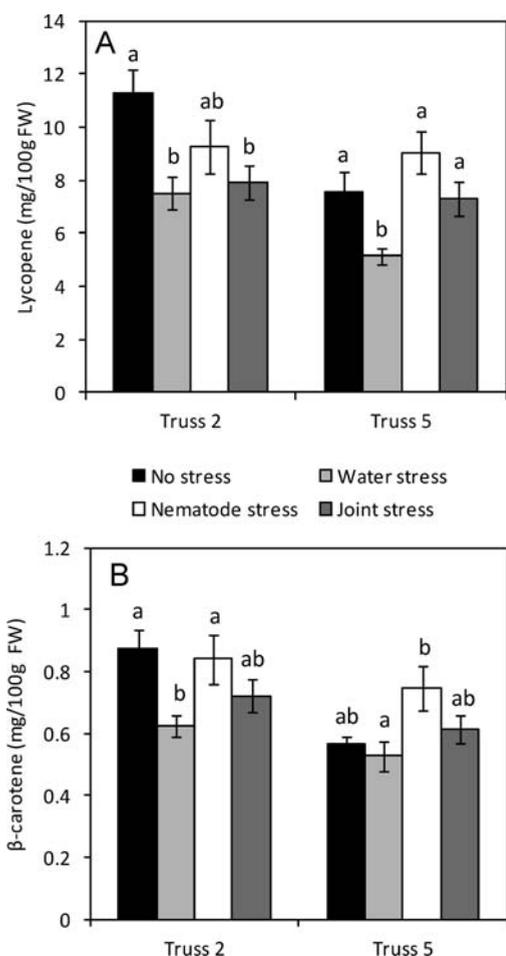 A
Lycopene (mg/100g FW)
16
14
12
10
8
6
4
2
0
a
b
ab
b
a
b
a
a
Truss 2
Truss 5
No stress
Water stress
Nematode stress
Joint stress
B
β-carotene (mg/100g FW)
1.2
1
0.8
0.6
0.4
0.2
0
a
b
a
ab
ab
a
b
ab
Truss 2
Truss 5